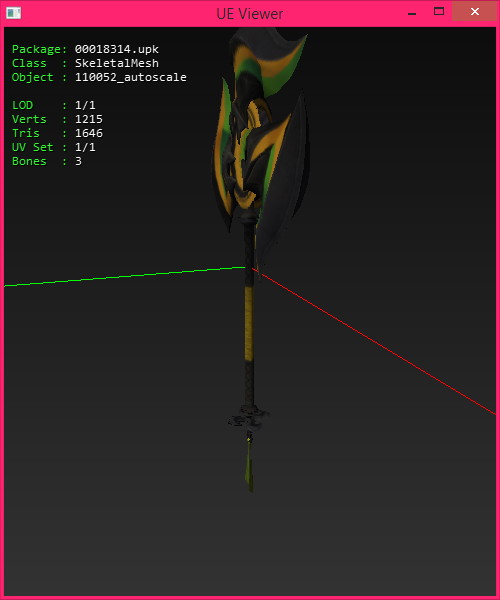 UE Viewer
Package: 00018314.upk
Class  : SkeletalMesh
Object : 110052_autoscale
LOD    : 1/1
Verts  : 1215
Tris   : 1646
UV Set : 1/1
Bones  : 3